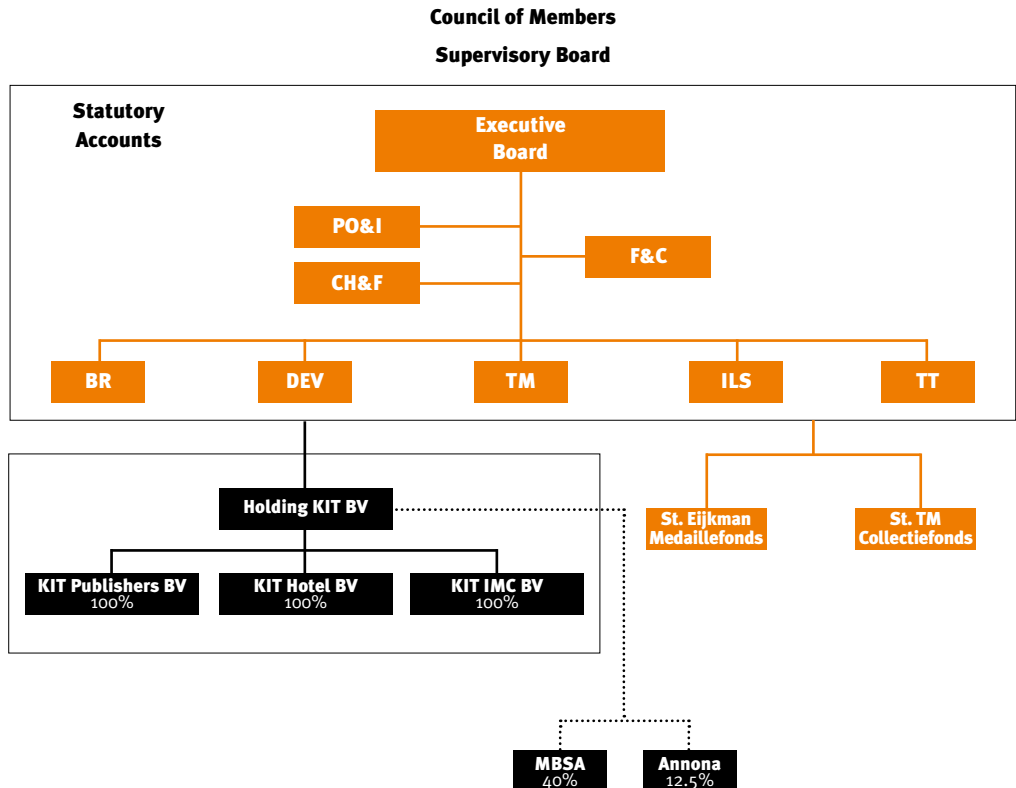 Council of Members
Supervisory Board
Statutory
Accounts
Executive
Board
PO&I
F&C
CH&F
BR
DEV
TM
ILS
TT
Holding KIT BV
St. Eijkman
Medaillefonds
St. TM
Collectiefonds
KIT Publishers BV
100%
KIT Hotel BV
100%
KIT IMC BV
100%
MBSA
40%
Annona
12.5%